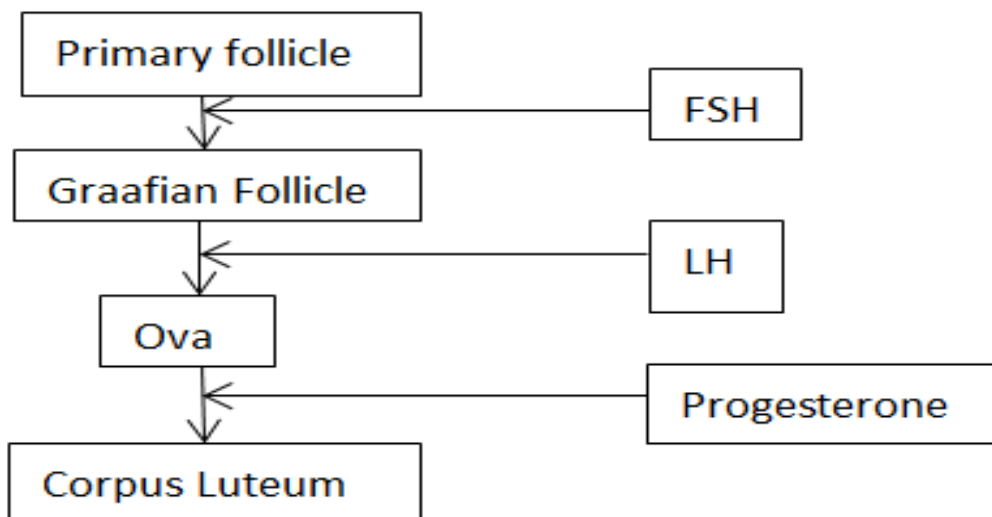 Primary follicle
FSH
Graafian Follicle
LH
Ova
Progesterone
Corpus Luteum